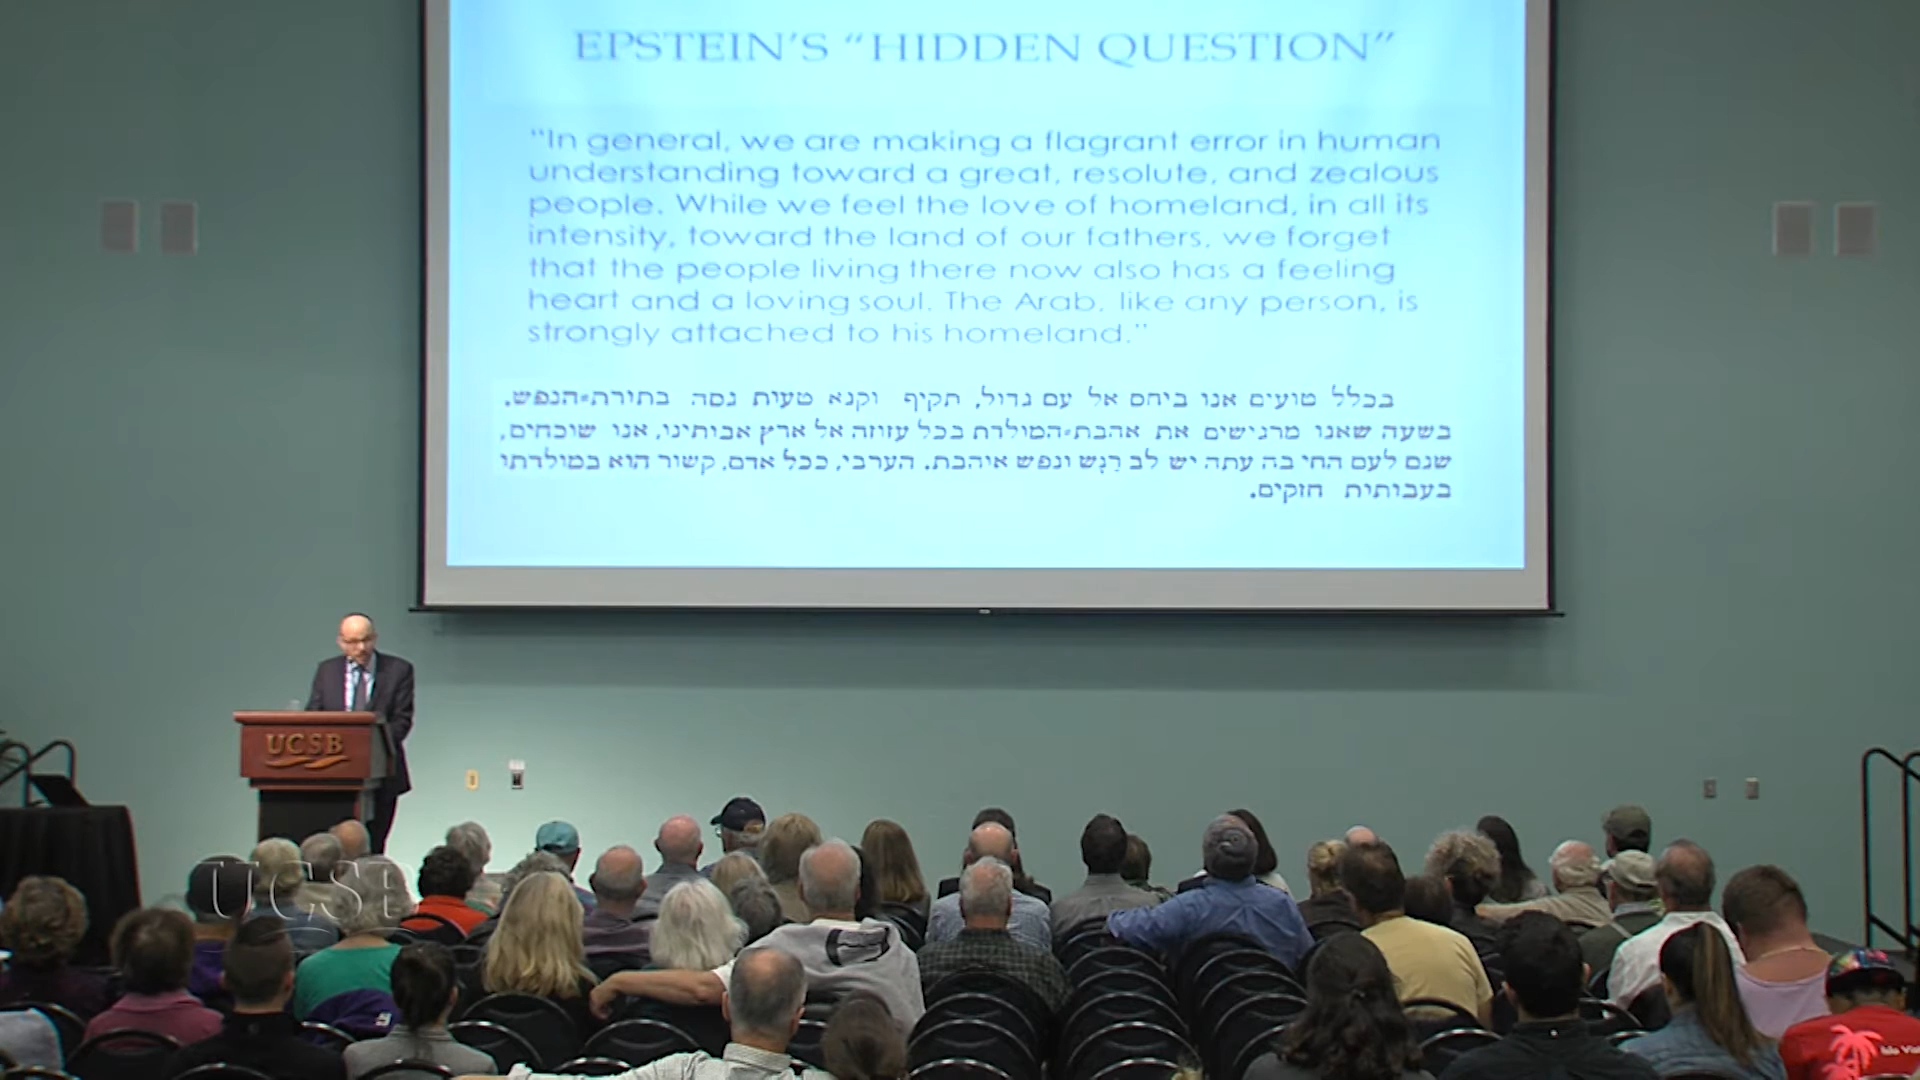 EPSTEIN'S “HIDDEN QUESTION”
“In general, we are making a flagrant error in human
understanding toward a great, resolute, and zealous
people. While we feel the love of homeland, in all its
intensity, toward the land of our fathers, we forget
that the people living there now also has a feeling
heart and a loving soul. The Arab, like any person, is
strongly attached to his homeland.”
בכלל טועים אנו ביחס אל עם גדול, תקיף וקנא טעות גסה בתורת־הנפש.
בשעה שאנו מרגישים את אהבת־המולדת בכל עזוזה אל ארץ אבותינו, אנו שוכחים,
שגם לעם החי בה עתה יש לב רַגָש ונפש אוהבת. הערבי, ככל אדם, קשור הוא במולדתו
בעבותות חזקים.
UCSB
UCSB